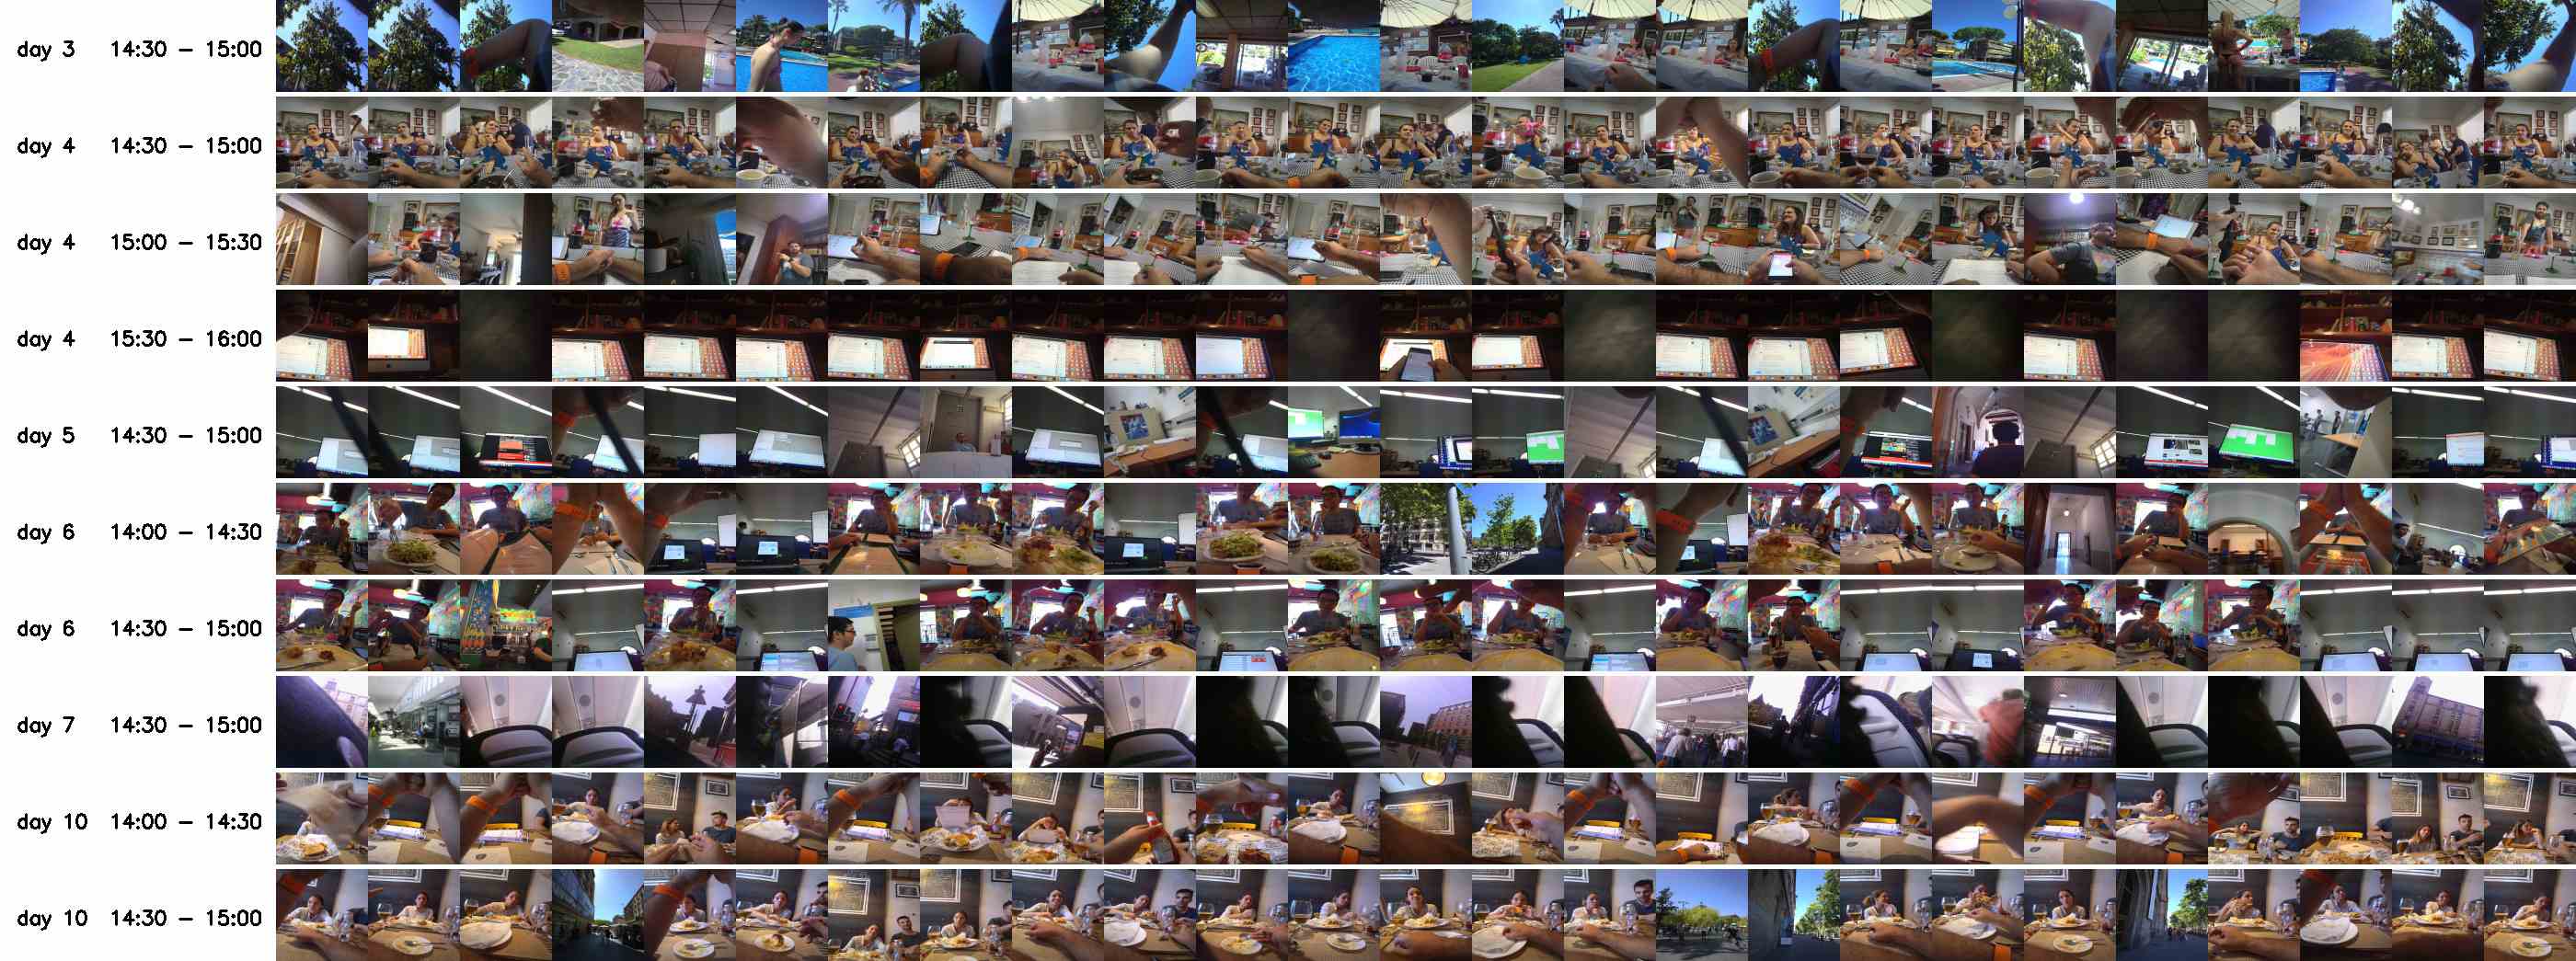 day 3 14:30 - 15:00
day 4 14:30 - 15:00
day 4 15:00 - 15:30
day 4 15:30 - 16:00
day 5 14:30 - 15:00
day 6 14:00 - 14:30
day 6 14:30 - 15:00
day 7 14:30 - 15:00
day 10 14:00 - 14:30
day 10 14:30 - 15:00